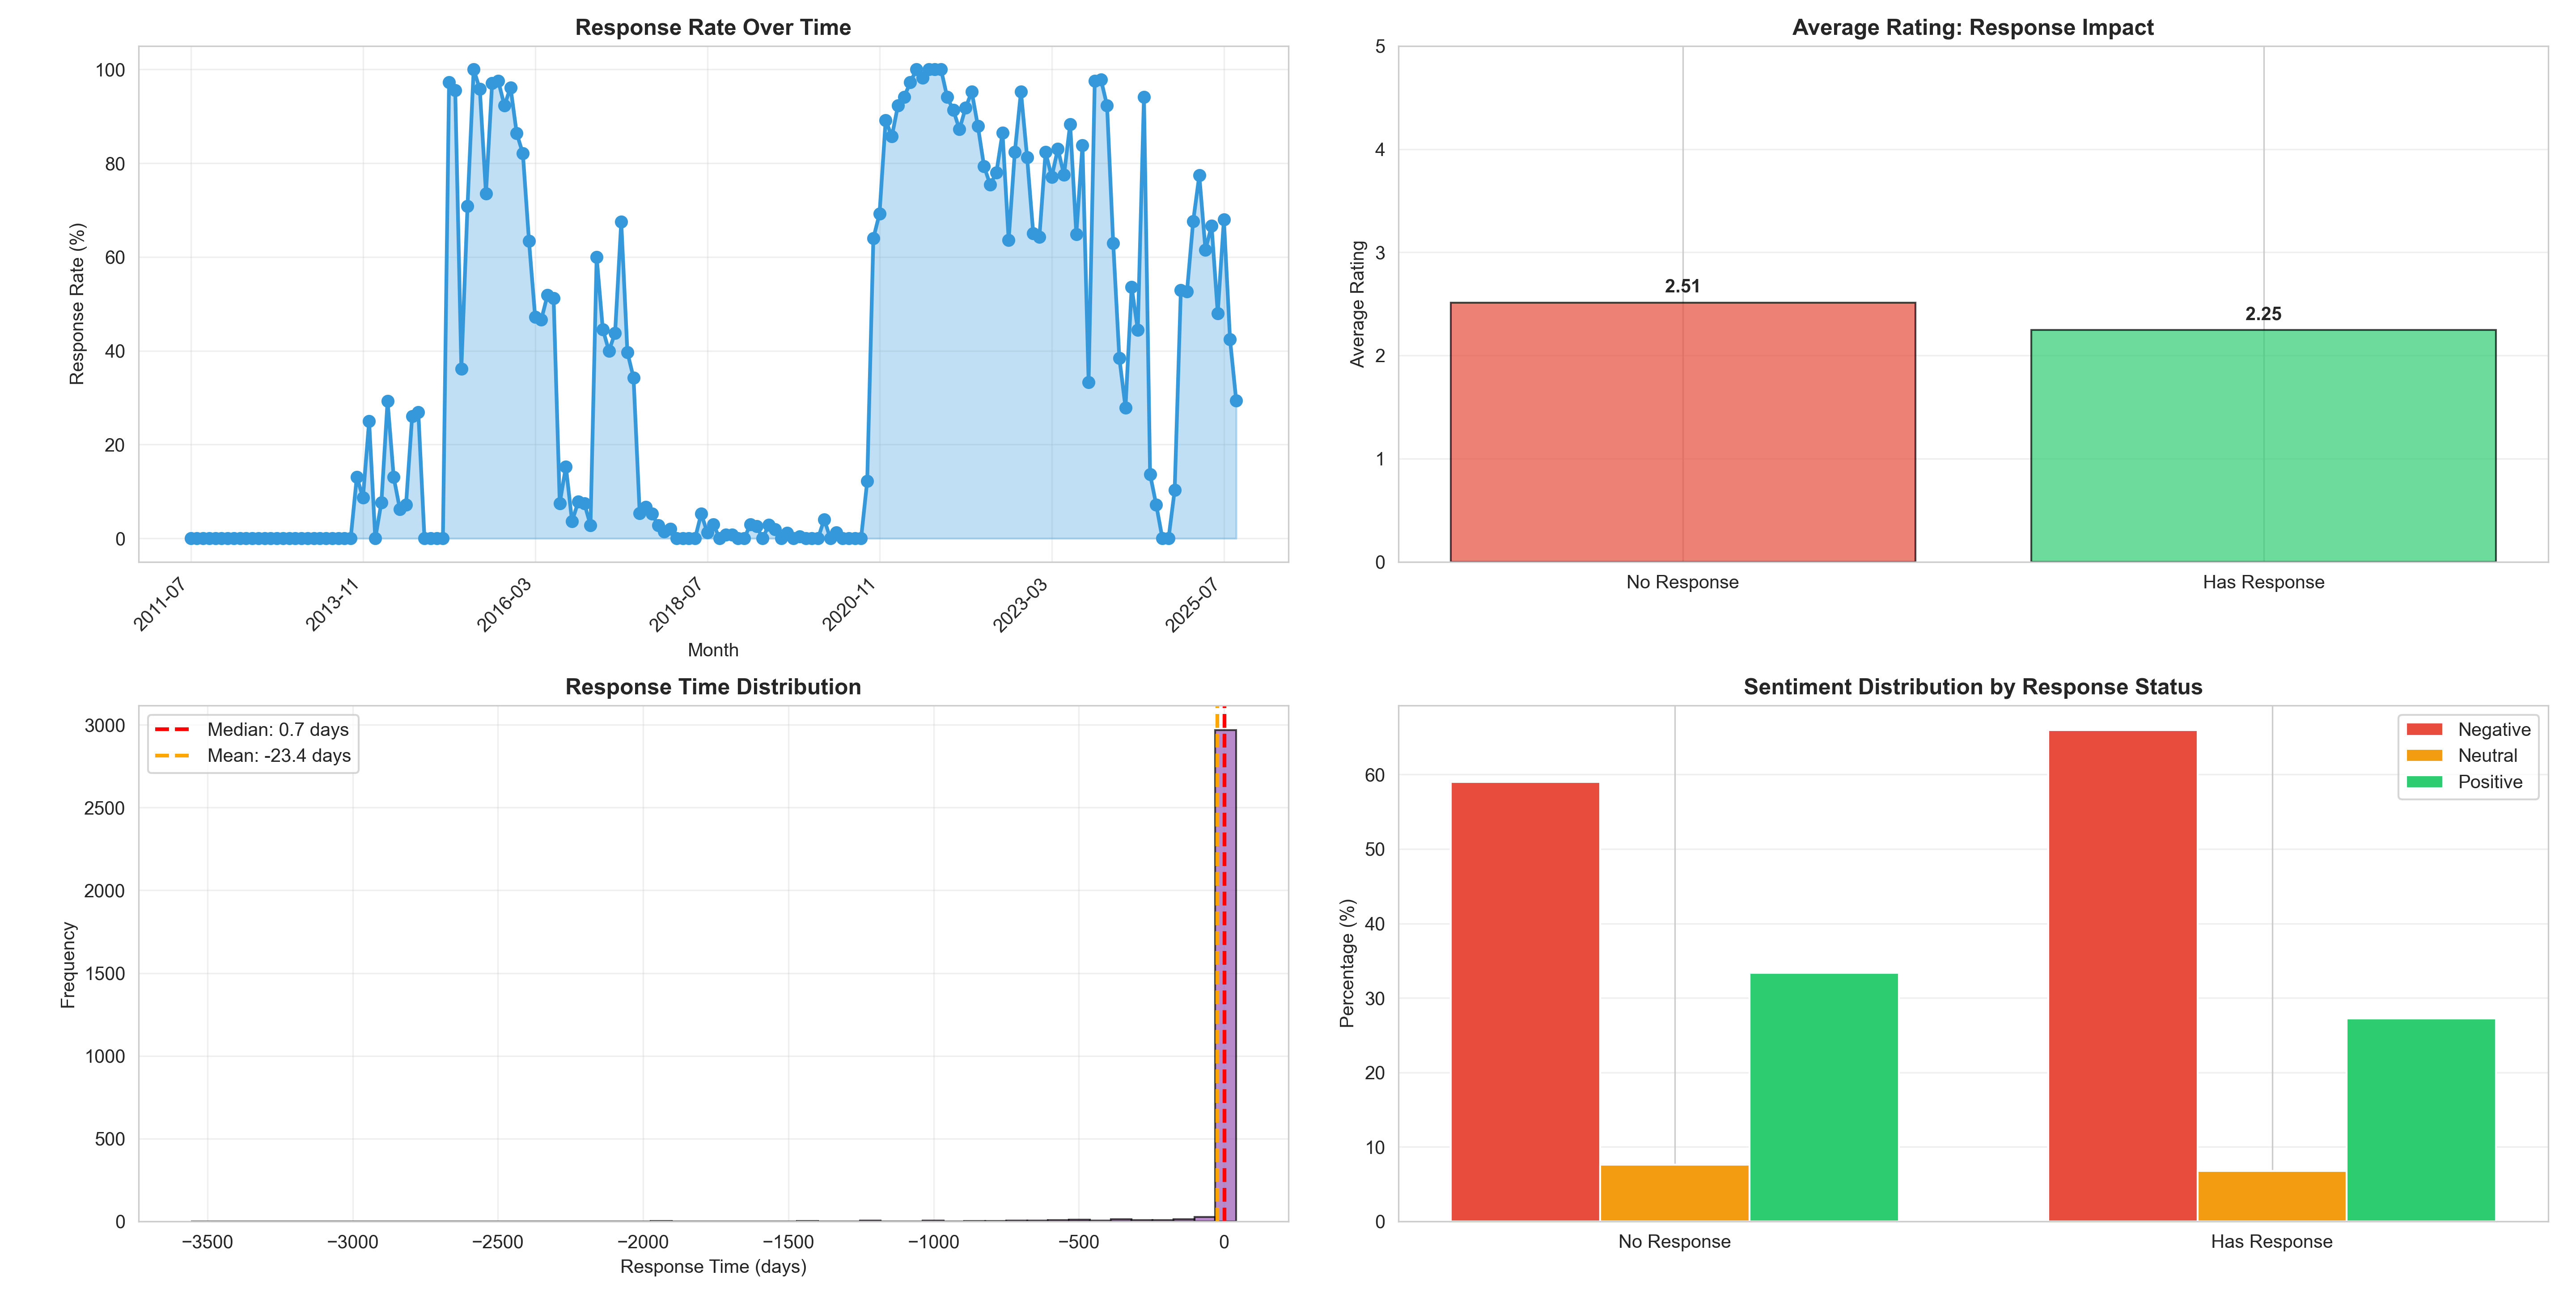 Response Rate Over Time
Response Rate (%)
100
80
60
40
20
0
2011-07
2013-11
2016-03
2018-07
2020-11
2023-03
2025-07
Month
Average Rating: Response Impact
Average Rating
5
4
3
2
1
0
2.51
2.25
No Response
Has Response
Response Time Distribution
Median: 0.7 days
Mean: -23.4 days
Frequency
3000
2500
2000
1500
1000
500
0
−3500
−3000
−2500
−2000
−1500
−1000
−500
0
Response Time (days)
Sentiment Distribution by Response Status
Negative
Neutral
Positive
Percentage (%)
60
50
40
30
20
10
0
No Response
Has Response